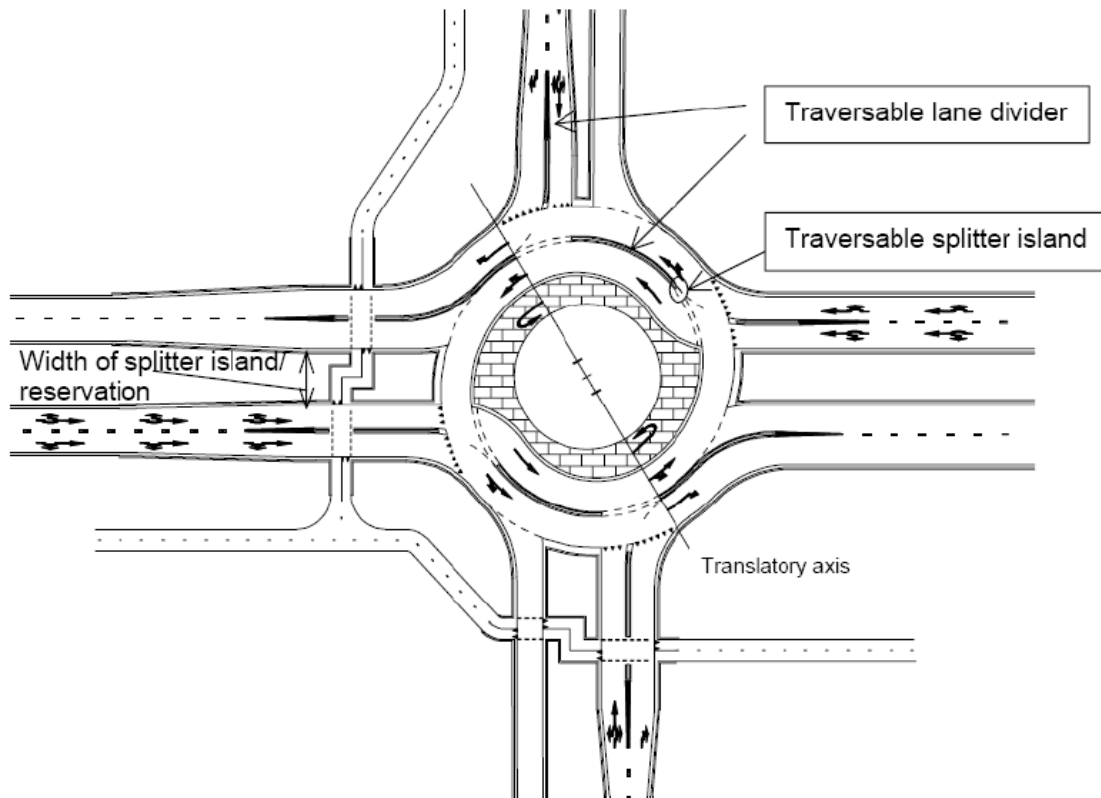 Traversable lane divider
Traversable splitter island
Width of splitter island/
reservation
Translatory axis